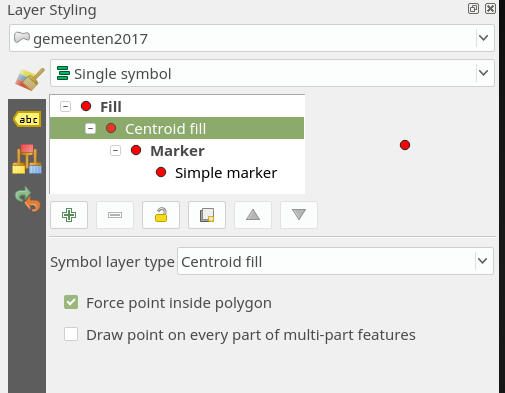 Layer Styling
gemeenten2017
Single symbol
abc
Fill
Centroid fill
Marker
Simple marker
Symbol layer type Centroid fill
Force point inside polygon
Draw point on every part of multi-part features